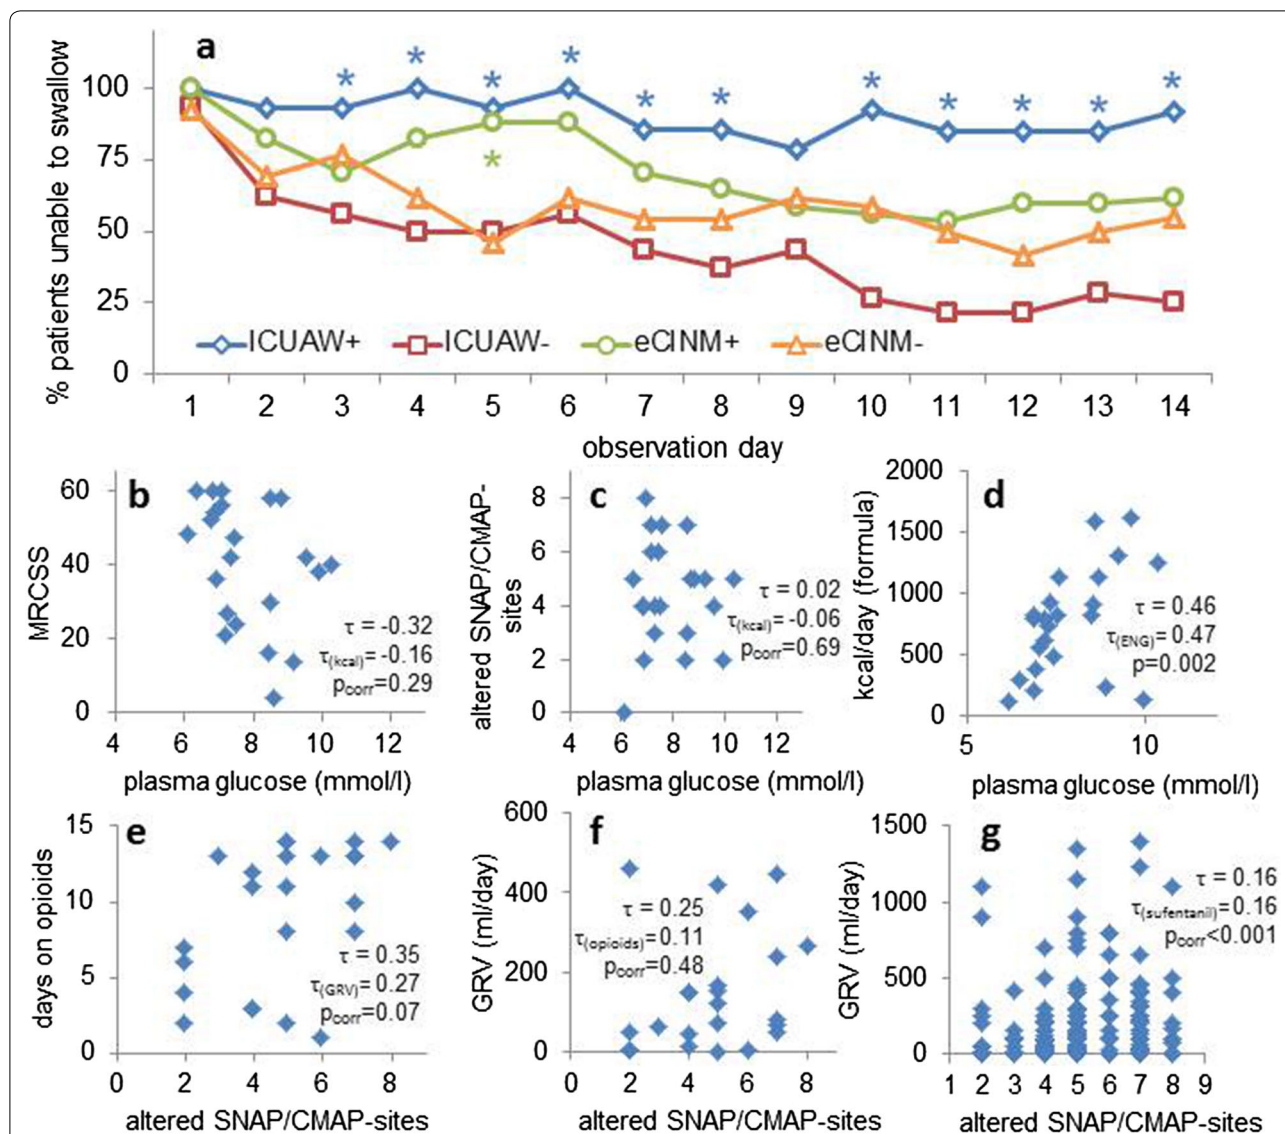 a
% patients unable to swallow
100
75
50
25
0
* * * * * * * * * * * *
*
ICUAW+ ICUAW- eCINM+ eCINM-
1 2 3 4 5 6 7 8 9 10 11 12 13 14
observation day
b
MRCSS
60
40
20
0
τ = -0.32
τ(kcal)= -0.16
pcorr=0.29
4 6 8 10 12
plasma glucose (mmol/l)
c
altered SNAP/CMAP-
sites
8
6
4
2
0
τ = 0.02
τ(kcal)= -0.06
pcorr=0.69
4 6 8 10 12
plasma glucose (mmol/l)
d
kcal/day (formula)
2000
1500
1000
500
0
τ = 0.46
τ(ENG)= 0.47
p=0.002
5 10
plasma glucose (mmol/l)
e
days on opioids
15
10
5
0
τ = 0.35
τ(GRV)= 0.27
pcorr=0.07
0 2 4 6 8
altered SNAP/CMAP-sites
f
GRV (ml/day)
600
400
200
0
τ = 0.25
τ(opioids)=0.11
pcorr=0.48
0 2 4 6 8
altered SNAP/CMAP-sites
g
GRV (ml/day)
1500
1000
500
0
τ = 0.16
τ(sufentanil)=0.16
pcorr<0.001
1 2 3 4 5 6 7 8 9
altered SNAP/CMAP-sites